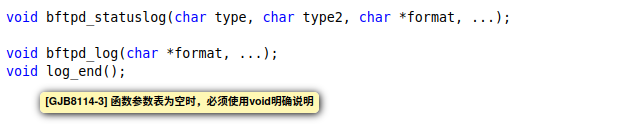 void bftpd_statuslog(char type, char type2, char *format, ...);
void bftpd_log(char *format, ...);
void log_end();
[GJB8114-3] 函数参数表为空时，必须使用void明确说明